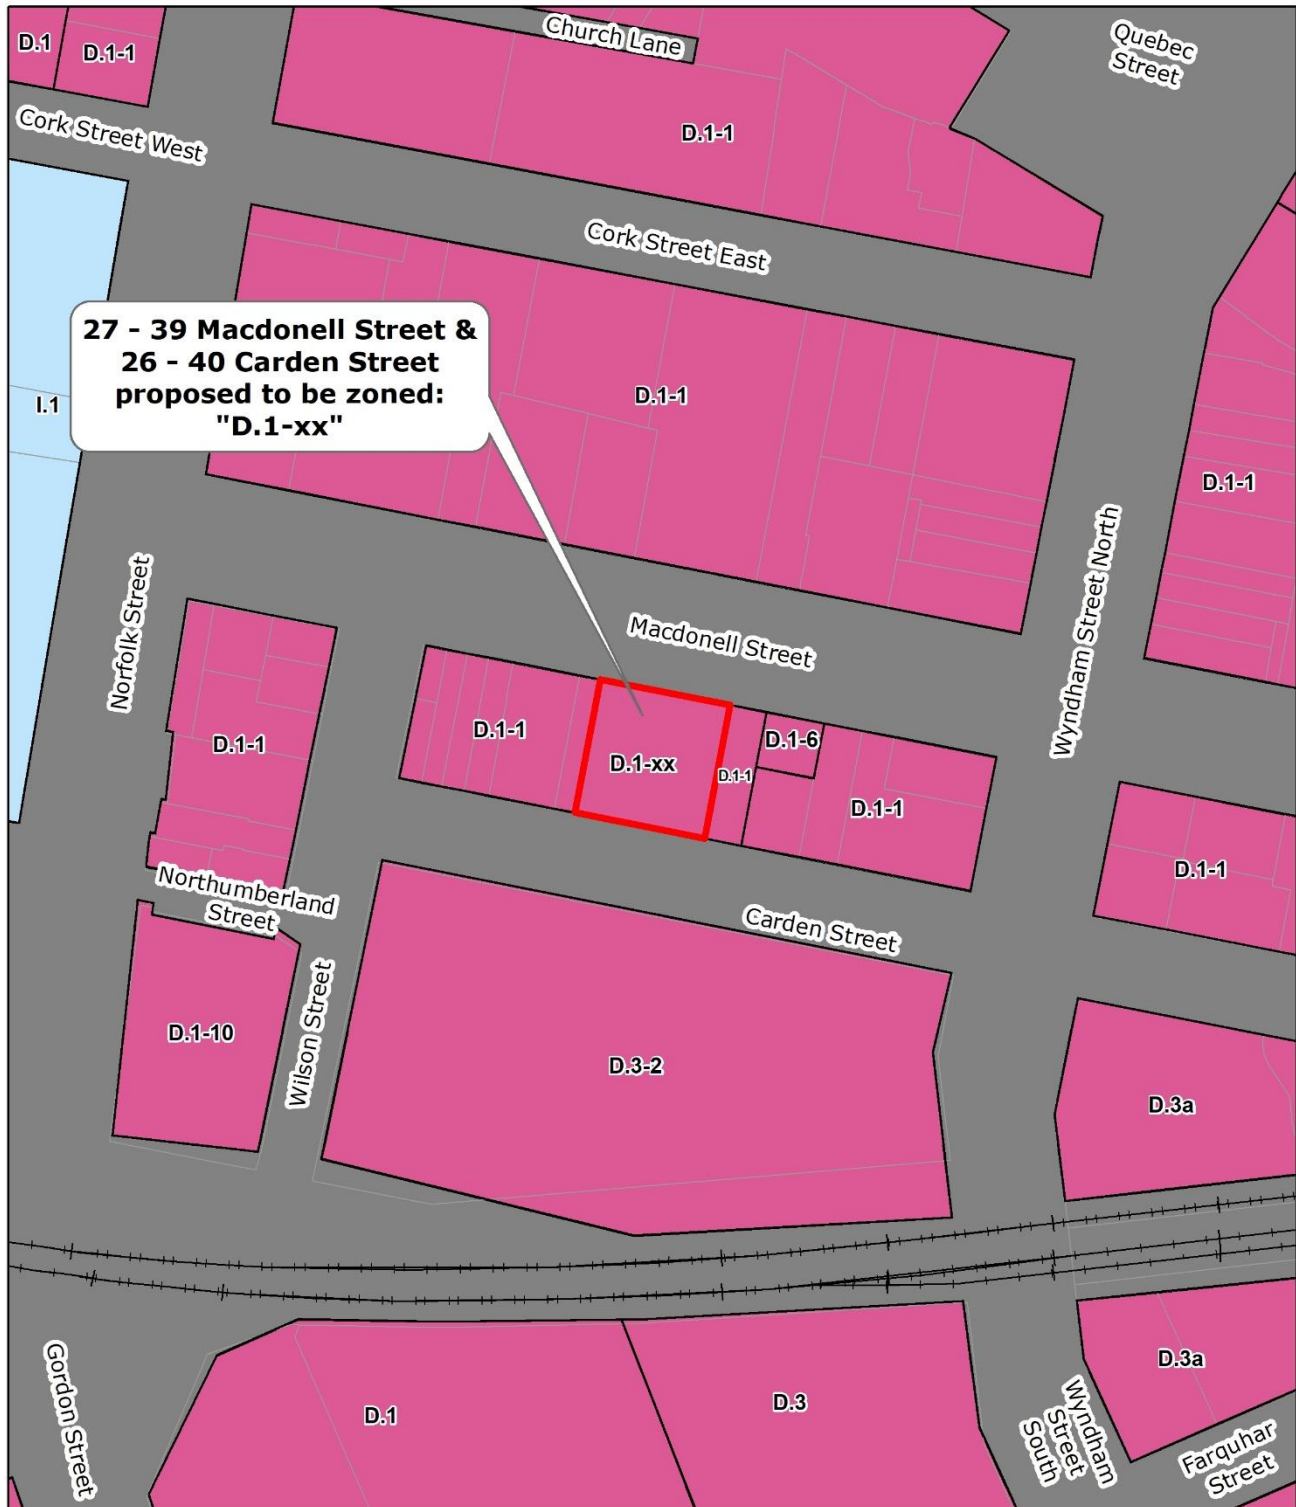 D.1
D.1-1
Church Lane
Quebec
Street
Cork Street West
D.1-1
Cork Street East
27 - 39 Macdonell Street &
26 - 40 Carden Street
proposed to be zoned:
"D.1-xx"
I.1
D.1-1
D.1-1
Norfolk Street
Macdonell Street
Wyndham Street North
D.1-1
D.1-1
D.1-xx
D.1-1
D.1-6
D.1-1
D.1-1
Northumberland
Street
Carden Street
Wilson Street
D.1-10
D.3-2
D.3a
Gordon Street
D.1
D.3
D.3a
Wyndham
Street
South
Farquhar
Street